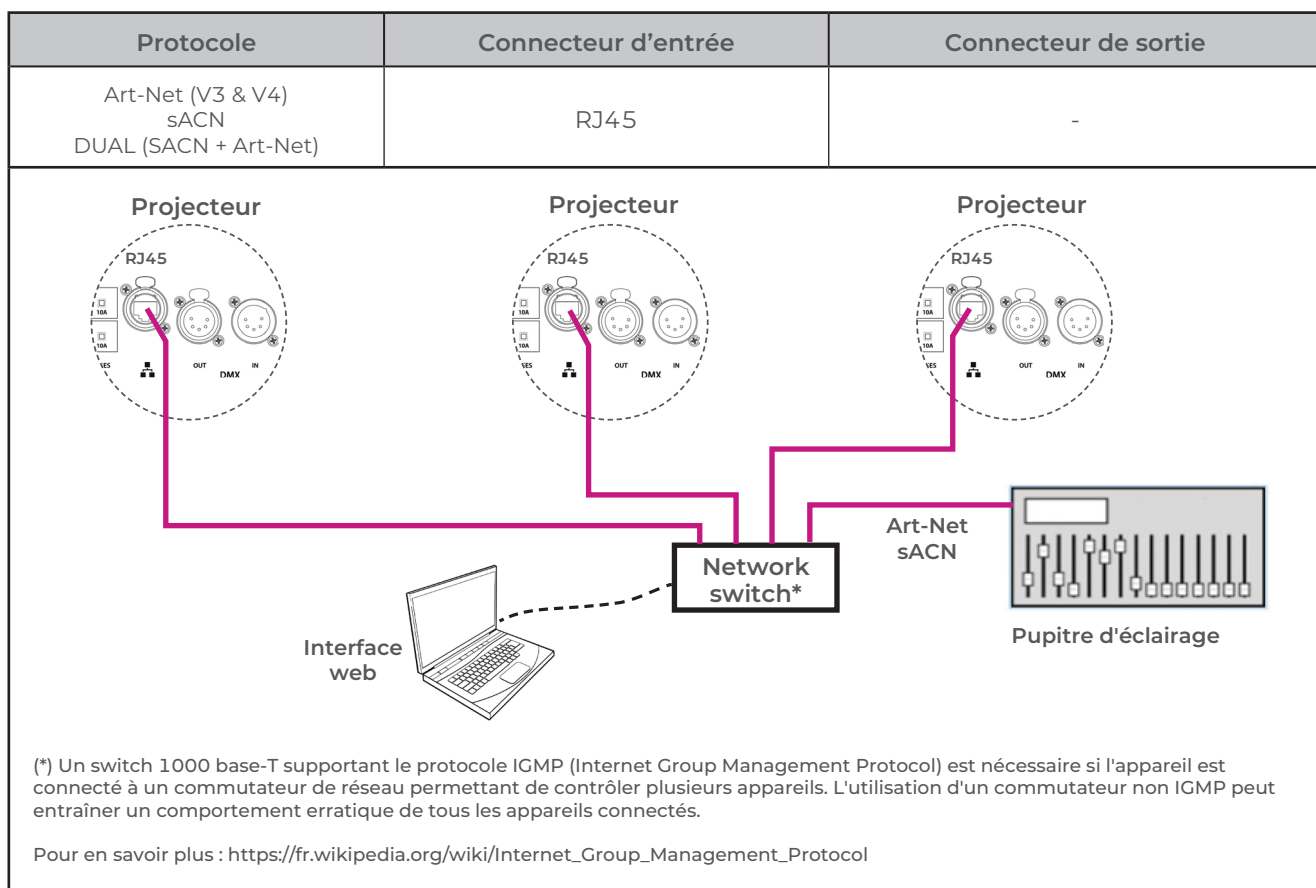 Protocole
Connecteur d'entrée
Connecteur de sortie
Art-Net (V3 & V4)
sACN
DUAL (SACN + Art-Net)
RJ45
-
Projecteur
Projecteur
Projecteur
RJ45
10A
10A
SES
OUT
DMX
IN
RJ45
10A
10A
SES
OUT
DMX
IN
RJ45
10A
10A
SES
OUT
DMX
IN
Art-Net
sACN
Network
switch*
Interface
web
Pupitre d'éclairage
(*) Un switch 1000 base-T supportant le protocole IGMP (Internet Group Management Protocol) est nécessaire si l'appareil est
connecté à un commutateur de réseau permettant de contrôler plusieurs appareils. L'utilisation d'un commutateur non IGMP peut
entraîner un comportement erratique de tous les appareils connectés.
Pour en savoir plus : https://fr.wikipedia.org/wiki/Internet_Group_Management_Protocol